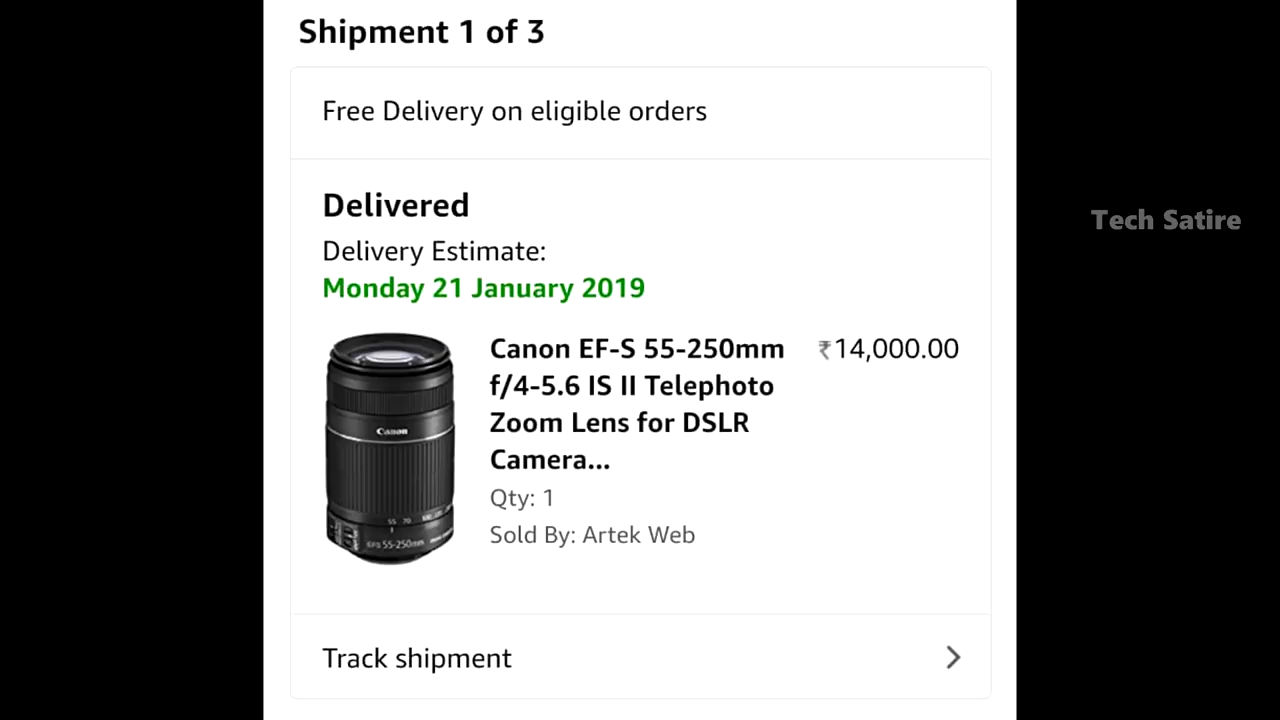 Shipment 1 of 3
Free Delivery on eligible orders
Tech Satire
Delivered
Delivery Estimate:
Monday 21 January 2019
Canon EF-S 55-250mm
₹14,000.00
f/4-5.6 IS II Telephoto
Zoom Lens for DSLR
Camera...
Qty: 1
Sold By: Artek Web
Canon
55 70
EFS 55-250mm
Track shipment